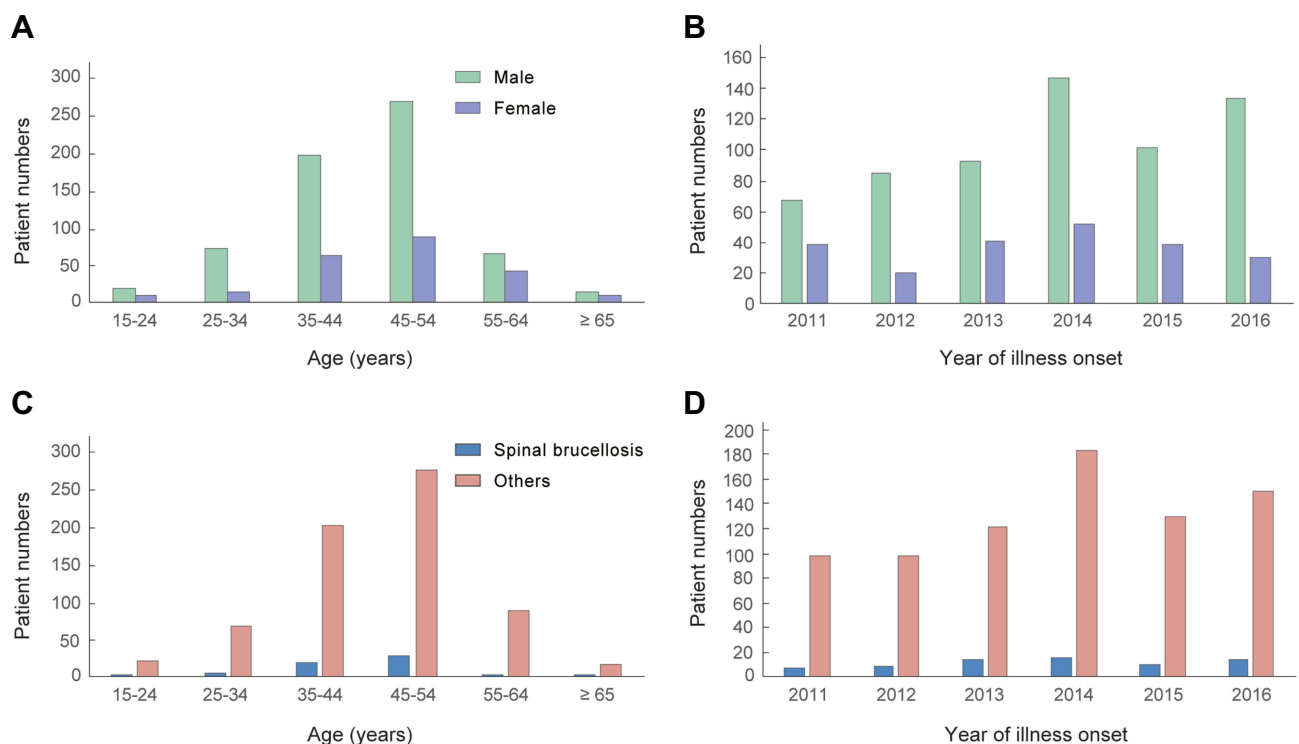 A
Patient numbers
300
250
200
150
100
50
0
Male
Female
15-24 25-34 35-44 45-54 55-64 ≥ 65
Age (years)
B
Patient numbers
160
140
120
100
80
60
40
20
0
2011 2012 2013 2014 2015 2016
Year of illness onset
C
Patient numbers
300
250
200
150
100
50
0
Spinal brucellosis
Others
15-24 25-34 35-44 45-54 55-64 ≥ 65
Age (years)
D
Patient numbers
200
180
160
140
120
100
80
60
40
20
0
2011 2012 2013 2014 2015 2016
Year of illness onset